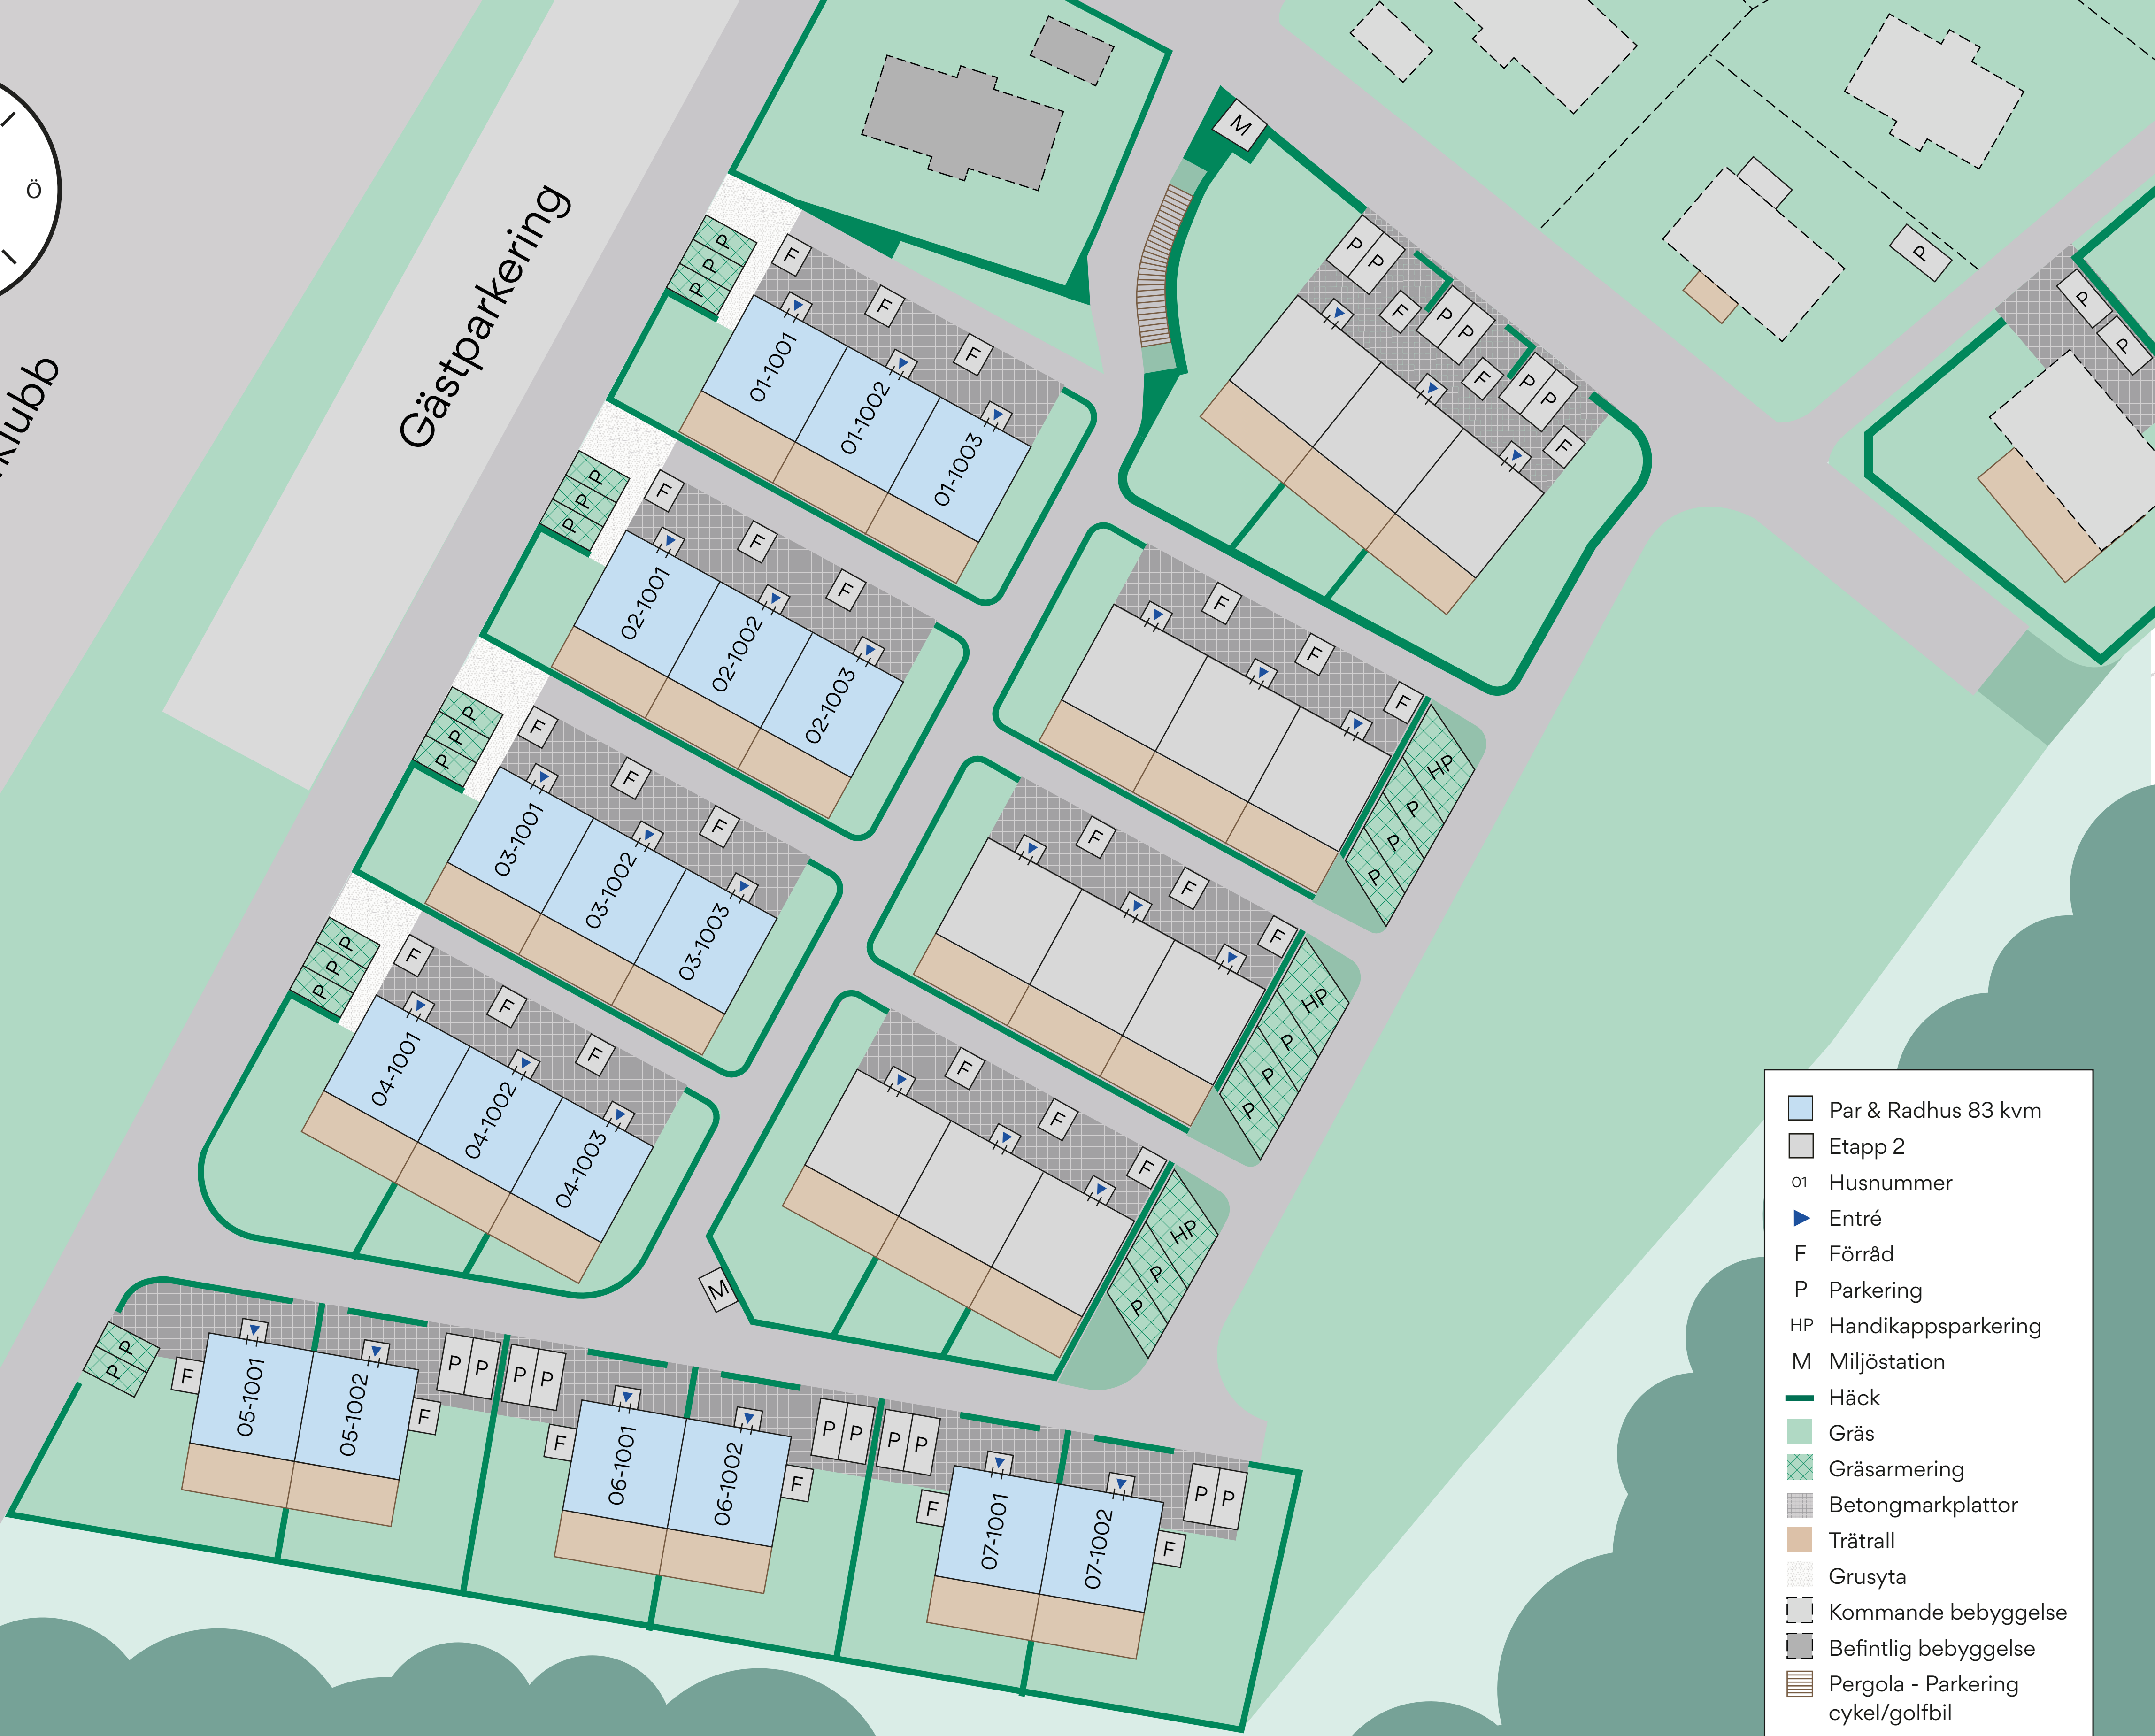 Ö
klubb
Gästparkering
M
P
P
P
F
F
F
01-1001
01-1002
01-1003
P
P
P
F
F
F
02-1001
02-1002
02-1003
P
P
P
F
F
F
03-1001
03-1002
03-1003
P
P
P
F
F
F
04-1001
04-1002
04-1003
P P
F
P P
F
P P
F
P
P
P
F
F
F
HP
P
P
P
F
F
F
HP
P
P
P
F
F
F
HP
P
P
M
P
P
F
05-1001
05-1002
F
P P
P P
F
06-1001
06-1002
F
P P
P P
F
07-1001
07-1002
F
P P
Par & Radhus 83 kvm
Etapp 2
01 Husnummer
Entré
F Förråd
P Parkering
HP Handikappsparkering
M Miljöstation
Häck
Gräs
Gräsarmering
Betongmarkplattor
Trätrall
Grusyta
Kommande bebyggelse
Befintlig bebyggelse
Pergola - Parkering
cykel/golfbil